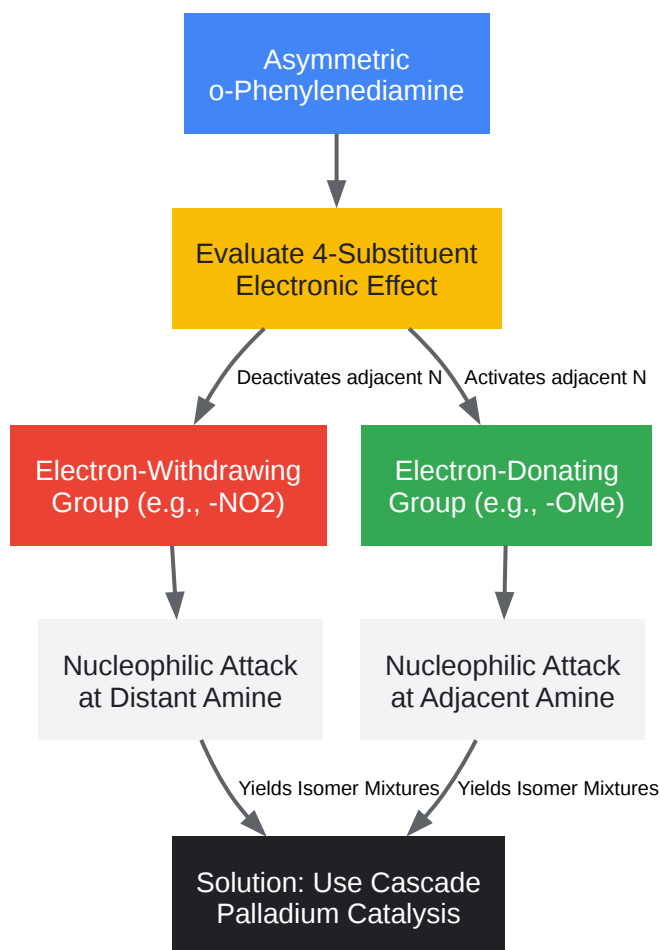 Asymmetric
o-Phenylenediamine
Evaluate 4-Substituent
Electronic Effect
Deactivates adjacent N
Activates adjacent N
Electron-Withdrawing
Group (e.g., -NO2)
Electron-Donating
Group (e.g., -OMe)
Nucleophilic Attack
at Distant Amine
Nucleophilic Attack
at Adjacent Amine
Yields Isomer Mixtures
Yields Isomer Mixtures
Solution: Use Cascade
Palladium Catalysis